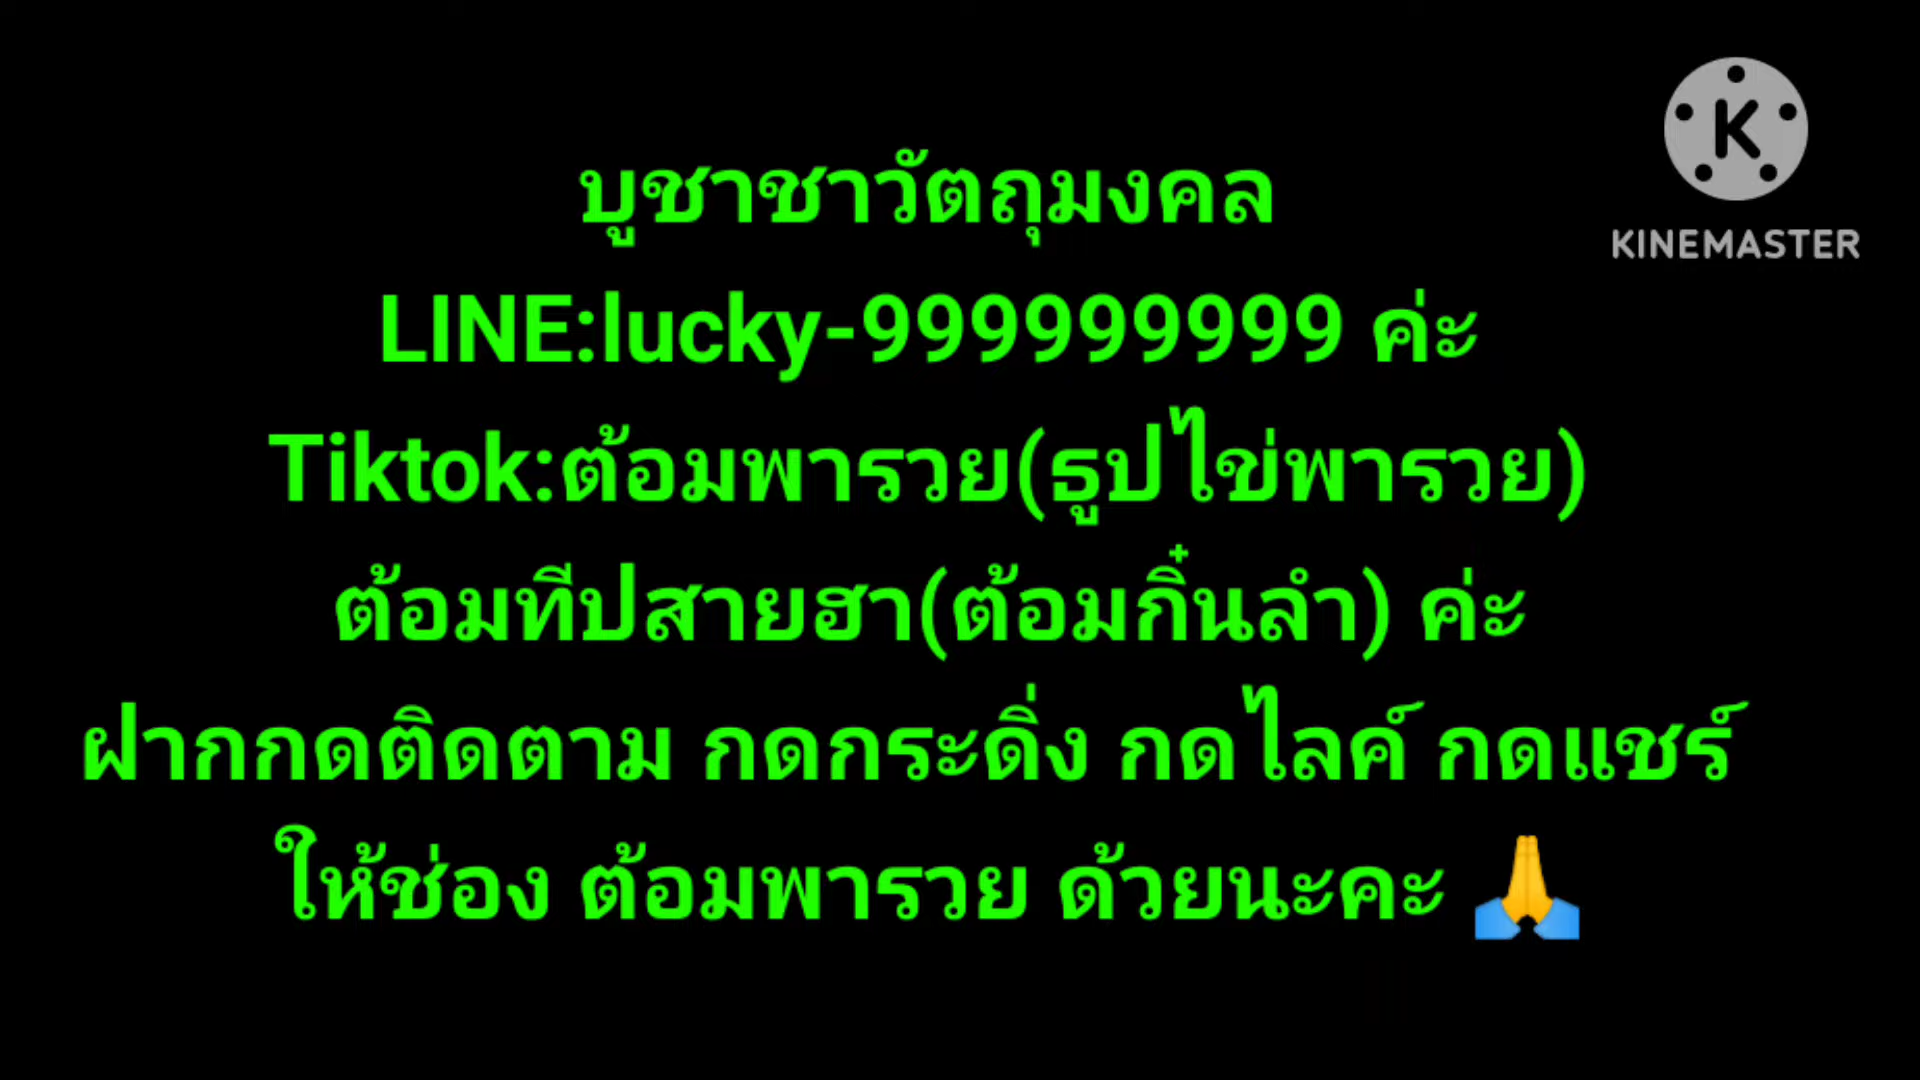 บูชาชาวัตถุมงคล
LINE:lucky-999999999 ค่ะ
Tiktok:ต้อมพารวย(ธูปไข่พารวย)
ต้อมทีปสายฮา(ต้อมกิ๋นลำ) ค่ะ
ฝากกดติดตาม กดกระดิ่ง กดไลค์ กดแชร์
ให้ช่อง ต้อมพารวย ด้วยนะคะ 🙏
K
KINEMASTER